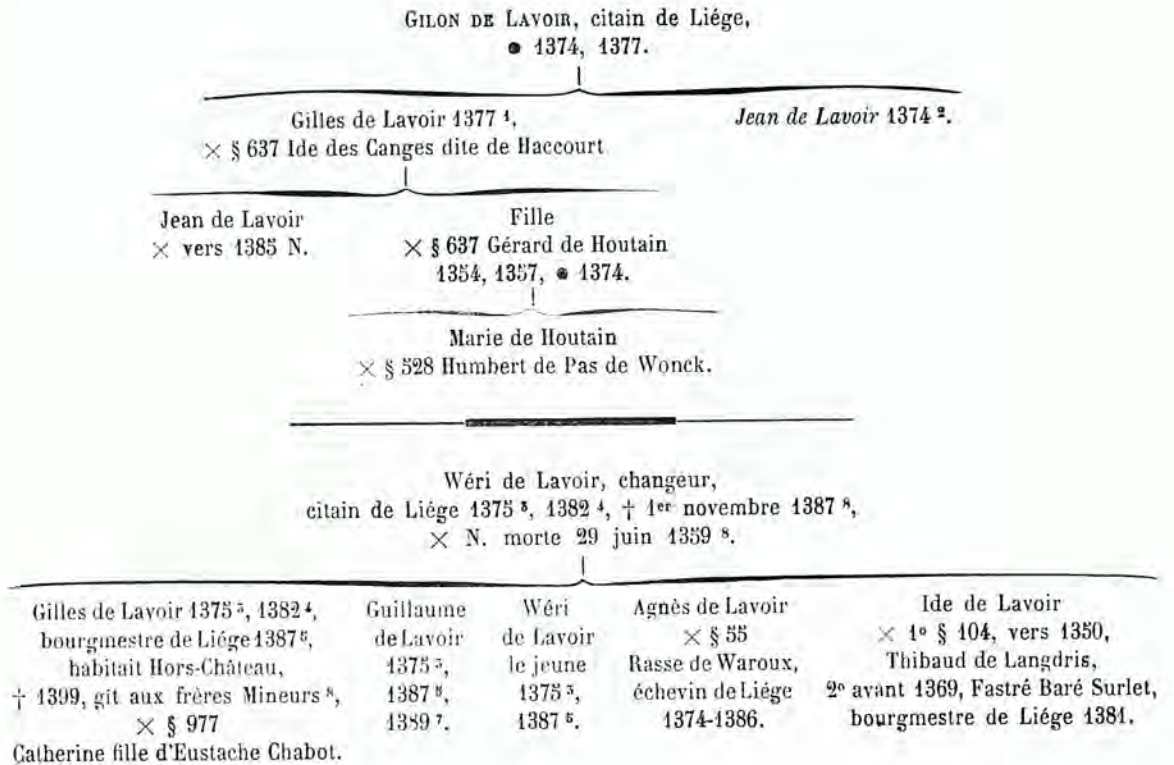 GILON DE LAVOIR, citain de Liége,
● 1374, 1377.
Gilles de Lavoir 1377 ¹,
× § 637 Ide des Canges dite de Haccourt
Jean de Lavoir 1374 ².
Jean de Lavoir
× vers 1385 N.
Fille
× § 637 Gérard de Houtain
1354, 1357, ● 1374.
Marie de Houtain
× § 528 Humbert de Pas de Wonck.
Wéri de Lavoir, changeur,
citain de Liége 1375 ³, 1382 ⁴, † 1er novembre 1387 ⁸,
× N. morte 29 juin 1359 ⁸.
Gilles de Lavoir 1375 ³, 1382 ⁴,
bourgmestre de Liége 1387 ⁵,
habitait Hors-Château,
† 1399, git aux frères Mineurs ⁸,
× § 977
Catherine fille d'Eustache Chabot.
Guillaume
de Lavoir
1375 ³,
1387 ⁶,
1389 ⁷.
Wéri
de Lavoir
le jeune
1375 ³,
1387 ⁶.
Agnès de Lavoir
× § 55
Rasse de Waroux,
échevin de Liége
1374-1386.
Ide de Lavoir
× 1º § 104, vers 1350,
Thibaud de Langdris,
2º avant 1369, Fastré Baré Surlet,
bourgmestre de Liége 1381.